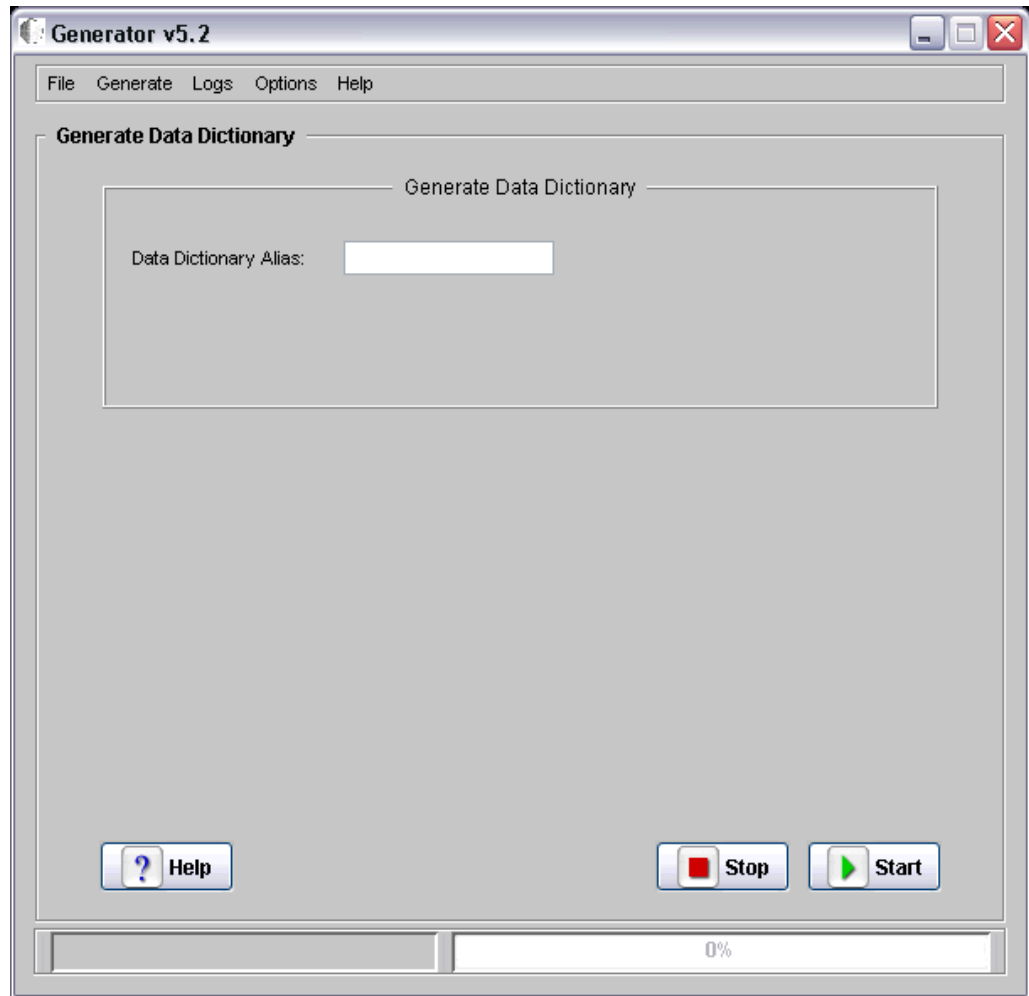 Generator v5.2
File Generate Logs Options Help
Generate Data Dictionary
Generate Data Dictionary
Data Dictionary Alias:
? Help
Stop
Start
0%